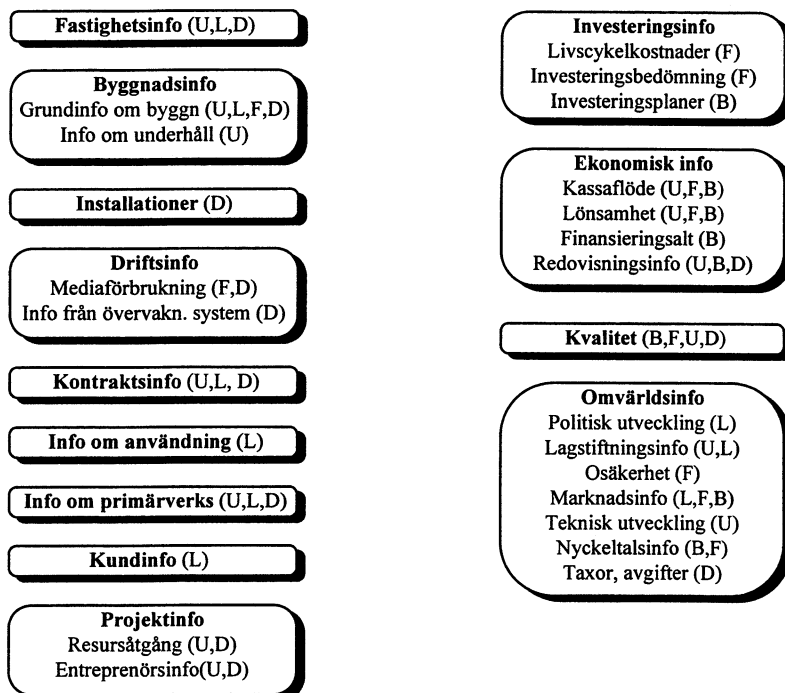 Fastighetsinfo (U,L,D)
Byggnadsinfo
Grundinfo om byggn (U,L,F,D)
Info om underhåll (U)
Installationer (D)
Driftsinfo
Mediaförbrukning (F,D)
Info från övervakn. system (D)
Kontraktsinfo (U,L, D)
Info om användning (L)
Info om primärverks (U,L,D)
Kundinfo (L)
Projektinfo
Resursåtgång (U,D)
Entreprenörsinfo(U,D)
Investeringsinfo
Livscykelkostnader (F)
Investeringsbedömning (F)
Investeringsplaner (B)
Ekonomisk info
Kassaflöde (U,F,B)
Lönsamhet (U,F,B)
Finansieringsalt (B)
Redovisningsinfo (U,B,D)
Kvalitet (B,F,U,D)
Omvärldsinfo
Politisk utveckling (L)
Lagstiftningsinfo (U,L)
Osäkerhet (F)
Marknadsinfo (L,F,B)
Teknisk utveckling (U)
Nyckeltalsinfo (B,F)
Taxor, avgifter (D)